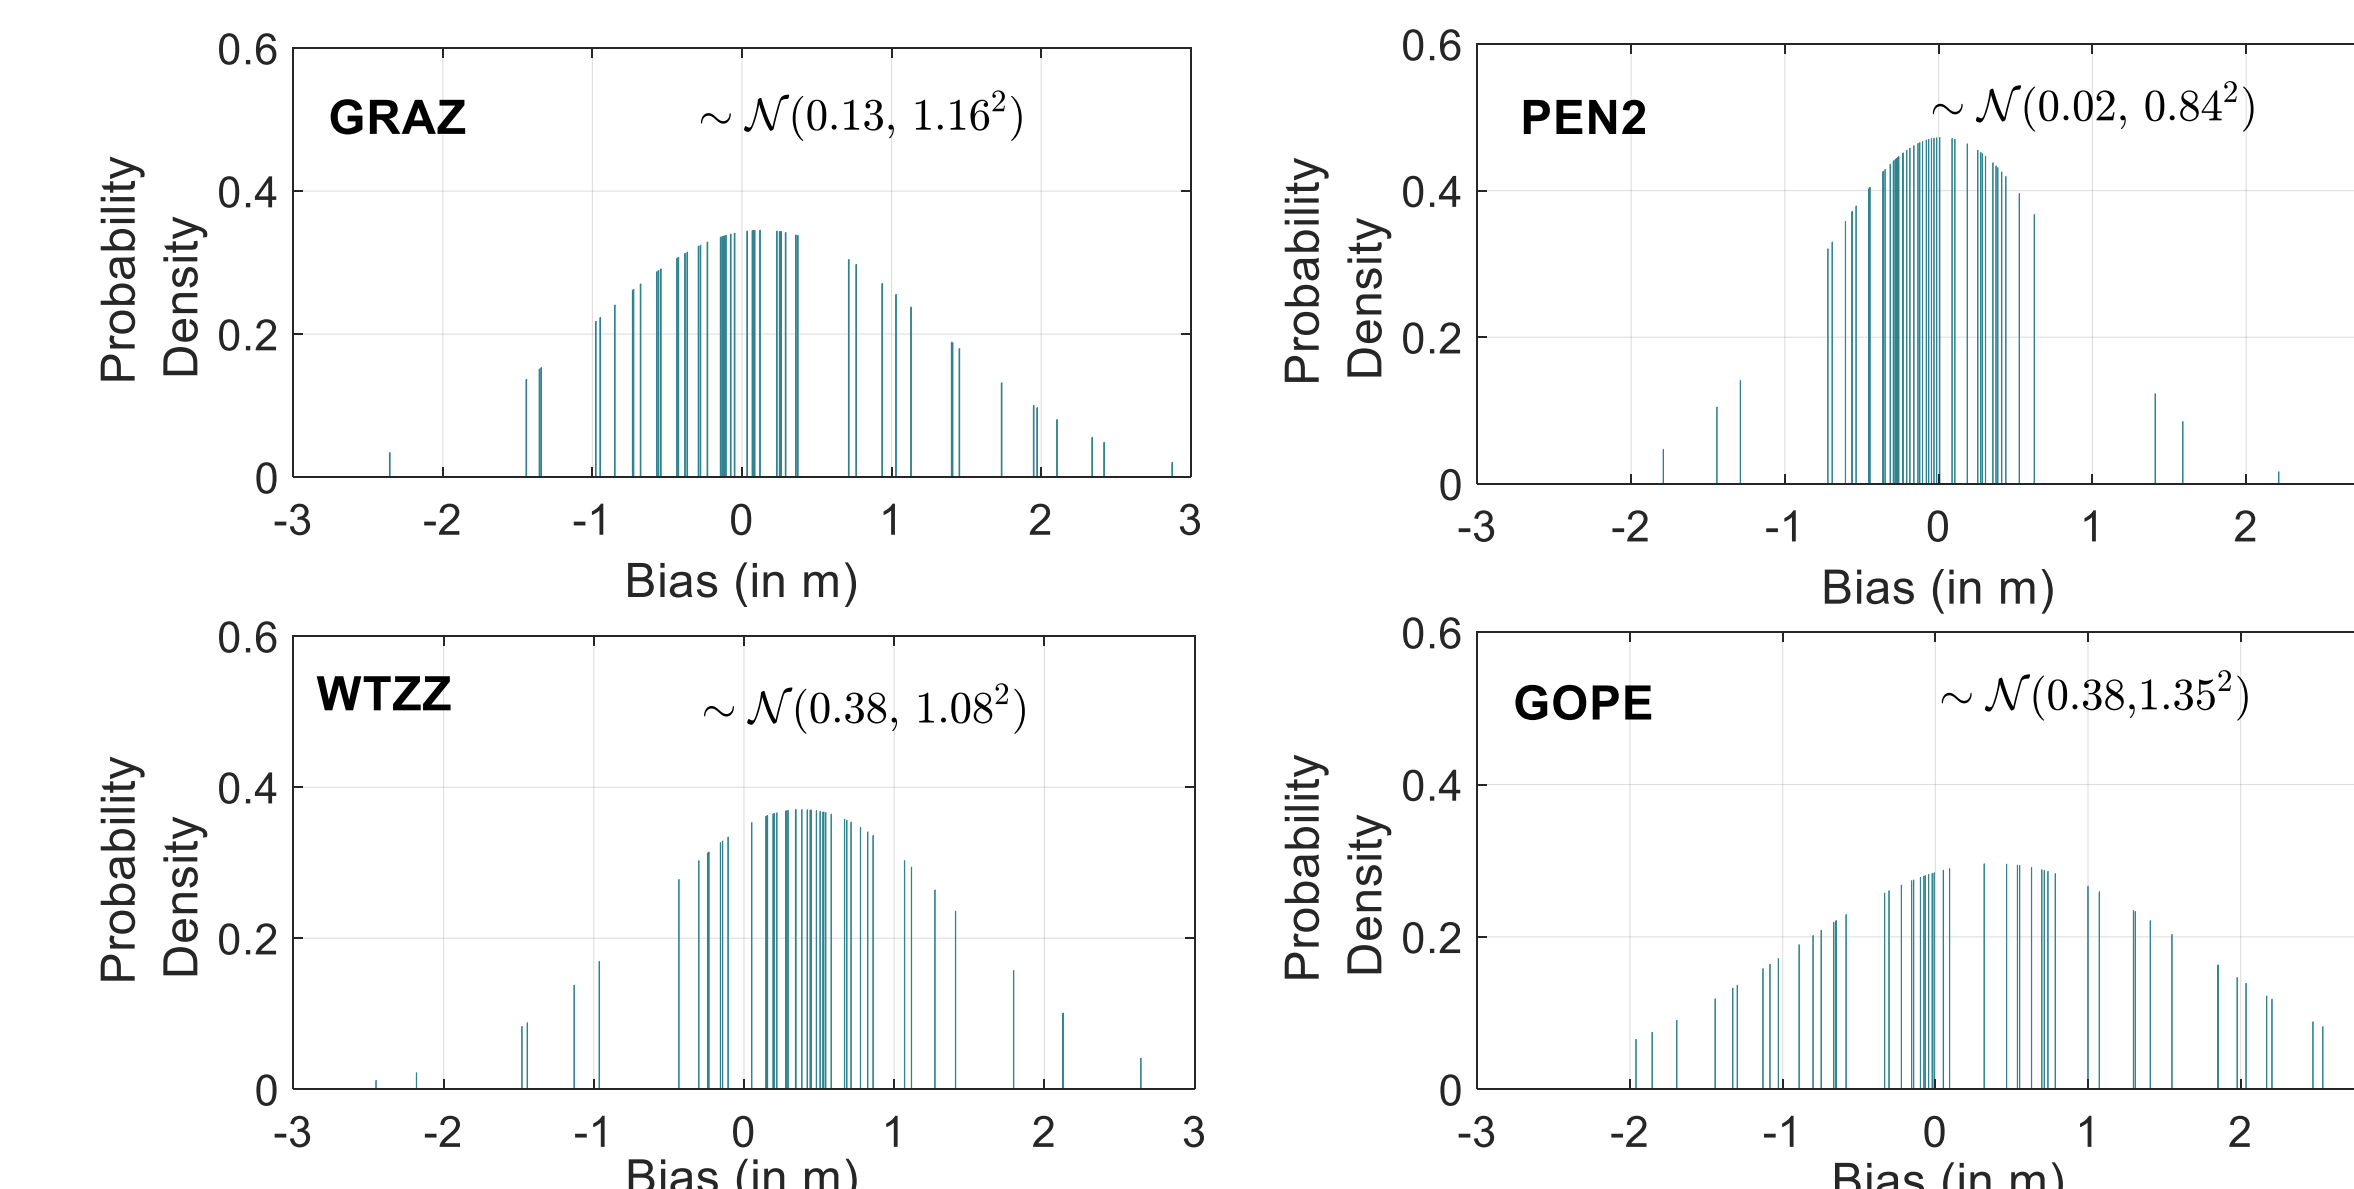 GRAZ
∼ 𝒩(0.13, 1.16²)
Probability
Density
0.6
0.4
0.2
0
-3 -2 -1 0 1 2 3
Bias (in m)
PEN2
∼ 𝒩(0.02, 0.84²)
Probability
Density
0.6
0.4
0.2
0
-3 -2 -1 0 1 2
Bias (in m)
WTZZ
∼ 𝒩(0.38, 1.08²)
Probability
Density
0.6
0.4
0.2
0
-3 -2 -1 0 1 2 3
Bias (in m)
GOPE
∼ 𝒩(0.38,1.35²)
Probability
Density
0.6
0.4
0.2
0
-3 -2 -1 0 1 2
Bias (in m)